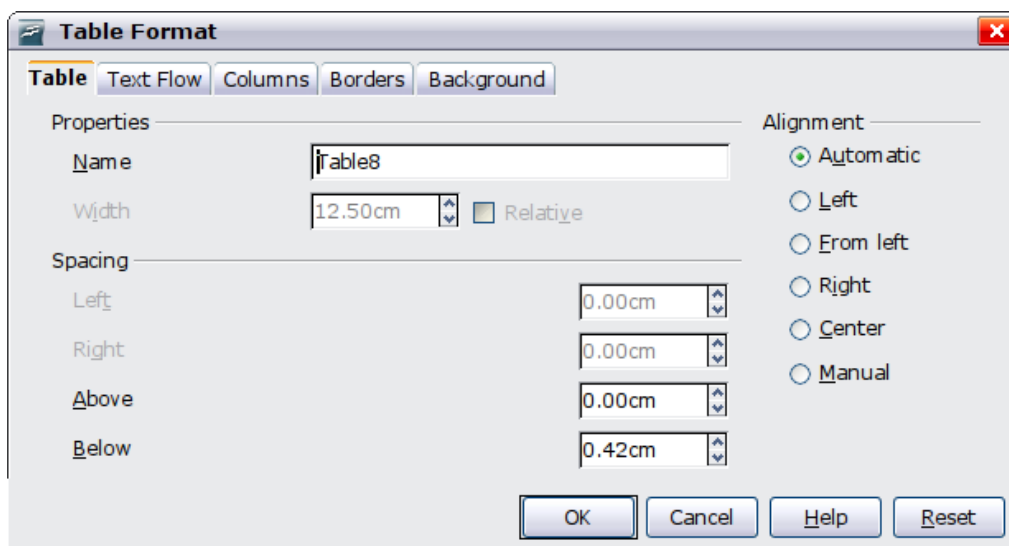 Table Format
Table Text Flow Columns Borders Background
Properties
Name Table8
Width 12.50cm Relative
Spacing
Left 0.00cm
Right 0.00cm
Above 0.00cm
Below 0.42cm
Alignment
Automatic
Left
From left
Right
Center
Manual
OK Cancel Help Reset